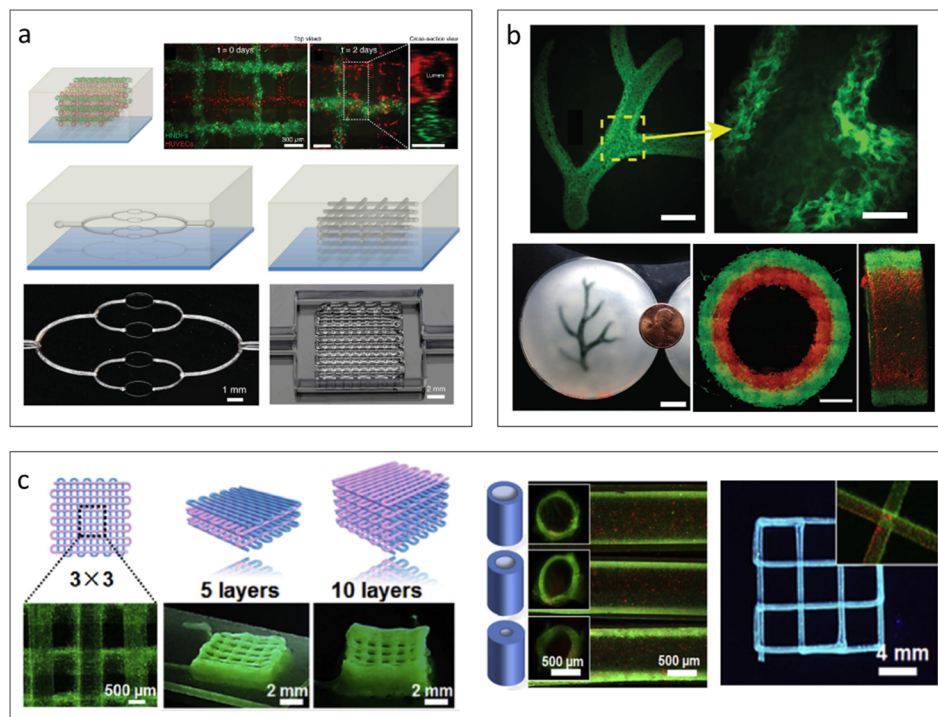 a
Top views
Cross-section view
t = 0 days
t = 2 days
Lumen
HNDFs
HUVECs
300 µm
1 mm
2 mm
b
c
3×3
5 layers
10 layers
500 µm
2 mm
2 mm
500 µm
500 µm
4 mm